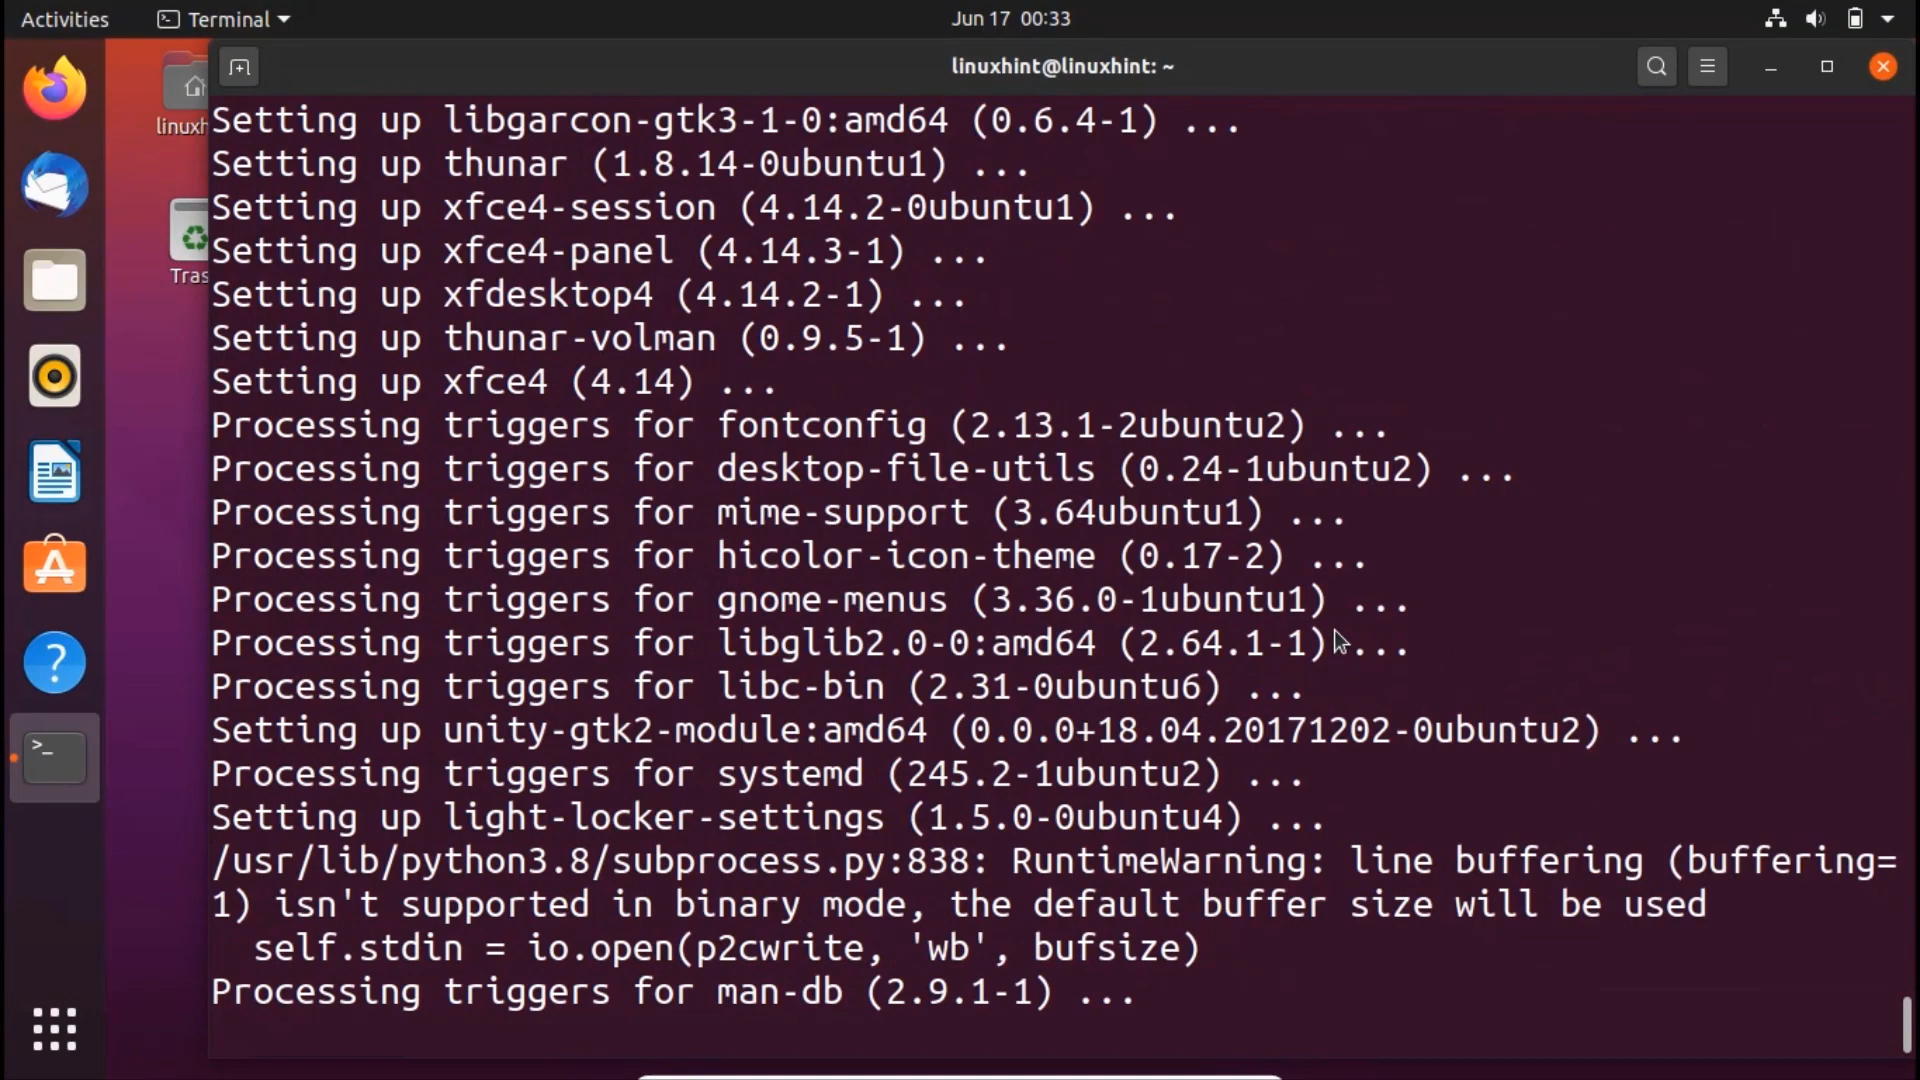 Activities
Terminal
Jun 17 00:33
linuxhint@linuxhint: ~
linuxh
Tras
Setting up libgarcon-gtk3-1-0:amd64 (0.6.4-1) ...
Setting up thunar (1.8.14-0ubuntu1) ...
Setting up xfce4-session (4.14.2-0ubuntu1) ...
Setting up xfce4-panel (4.14.3-1) ...
Setting up xfdesktop4 (4.14.2-1) ...
Setting up thunar-volman (0.9.5-1) ...
Setting up xfce4 (4.14) ...
Processing triggers for fontconfig (2.13.1-2ubuntu2) ...
Processing triggers for desktop-file-utils (0.24-1ubuntu2) ...
Processing triggers for mime-support (3.64ubuntu1) ...
Processing triggers for hicolor-icon-theme (0.17-2) ...
Processing triggers for gnome-menus (3.36.0-1ubuntu1) ...
Processing triggers for libglib2.0-0:amd64 (2.64.1-1) ...
Processing triggers for libc-bin (2.31-0ubuntu6) ...
Setting up unity-gtk2-module:amd64 (0.0.0+18.04.20171202-0ubuntu2) ...
Processing triggers for systemd (245.2-1ubuntu2) ...
Setting up light-locker-settings (1.5.0-0ubuntu4) ...
/usr/lib/python3.8/subprocess.py:838: RuntimeWarning: line buffering (buffering=
1) isn't supported in binary mode, the default buffer size will be used
  self.stdin = io.open(p2cwrite, 'wb', bufsize)
Processing triggers for man-db (2.9.1-1) ...